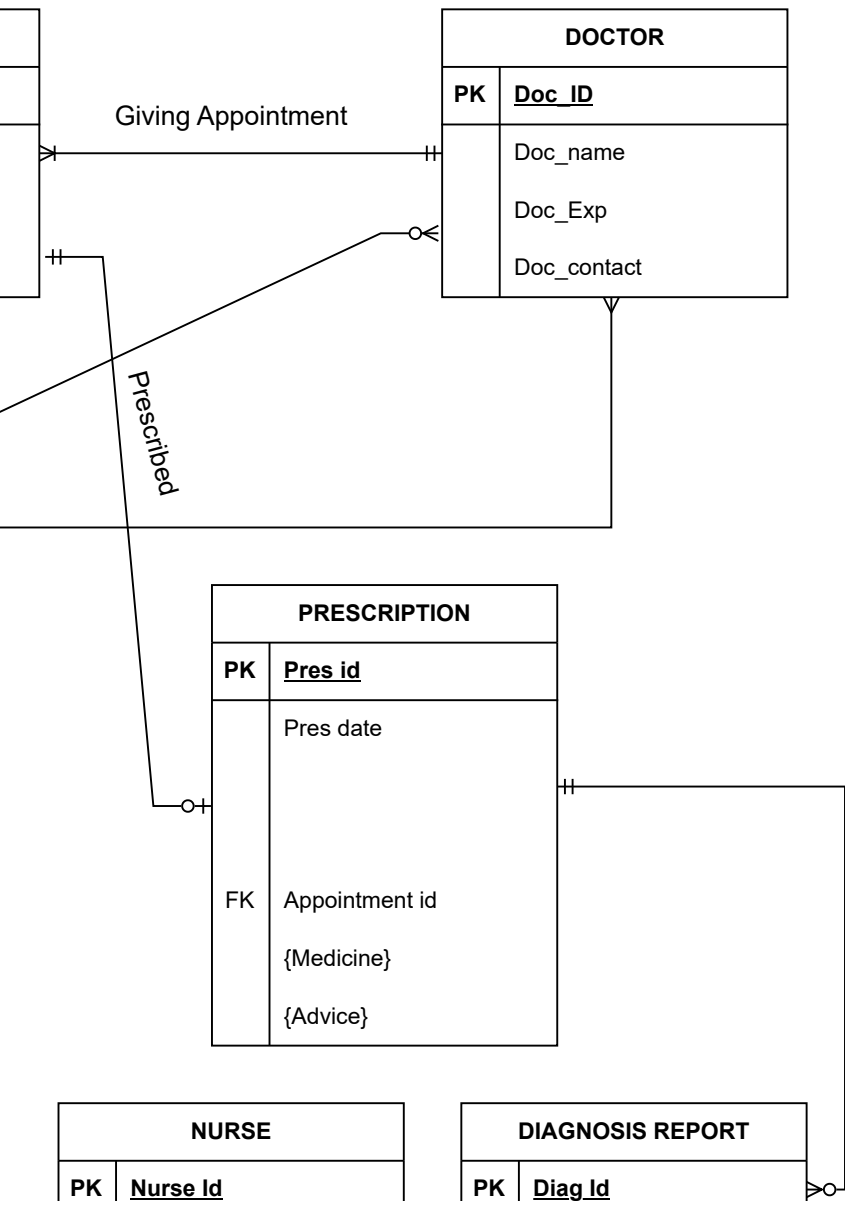 DOCTOR
PK Doc_ID
Giving Appointment
Doc_name
Doc_Exp
Doc_contact
Prescribed
PRESCRIPTION
PK Pres id
Pres date
FK Appointment id
{Medicine}
{Advice}
NURSE
PK Nurse Id
DIAGNOSIS REPORT
PK Diag Id